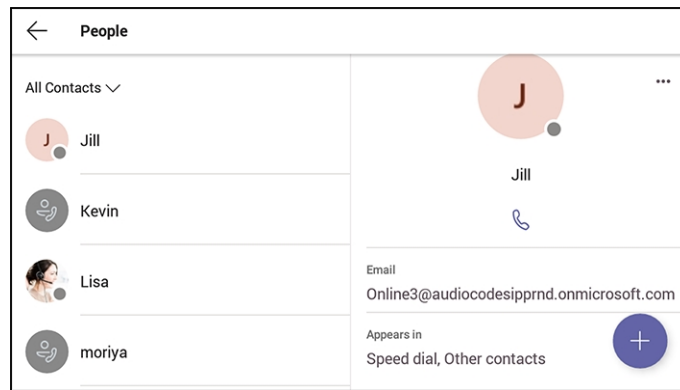 People
All Contacts
J
Jill
Kevin
Lisa
moriya
J
Jill
Email
Online3@audiocodesipprnd.onmicrosoft.com
Appears in
Speed dial, Other contacts